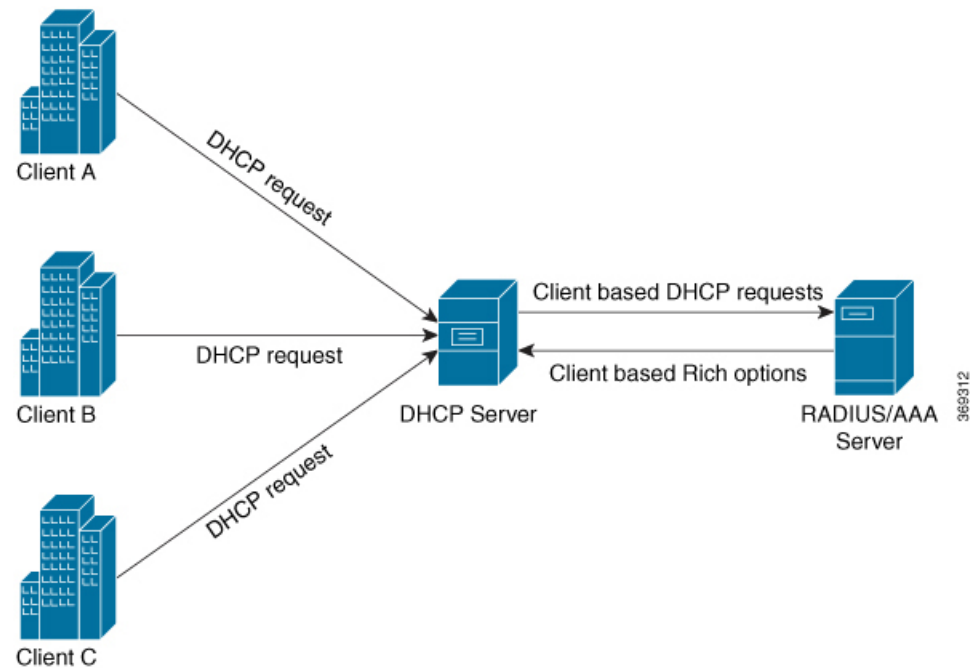 Client A
DHCP request
Client B
DHCP request
Client C
DHCP request
DHCP Server
Client based DHCP requests
Client based Rich options
RADIUS/AAA
Server
369312